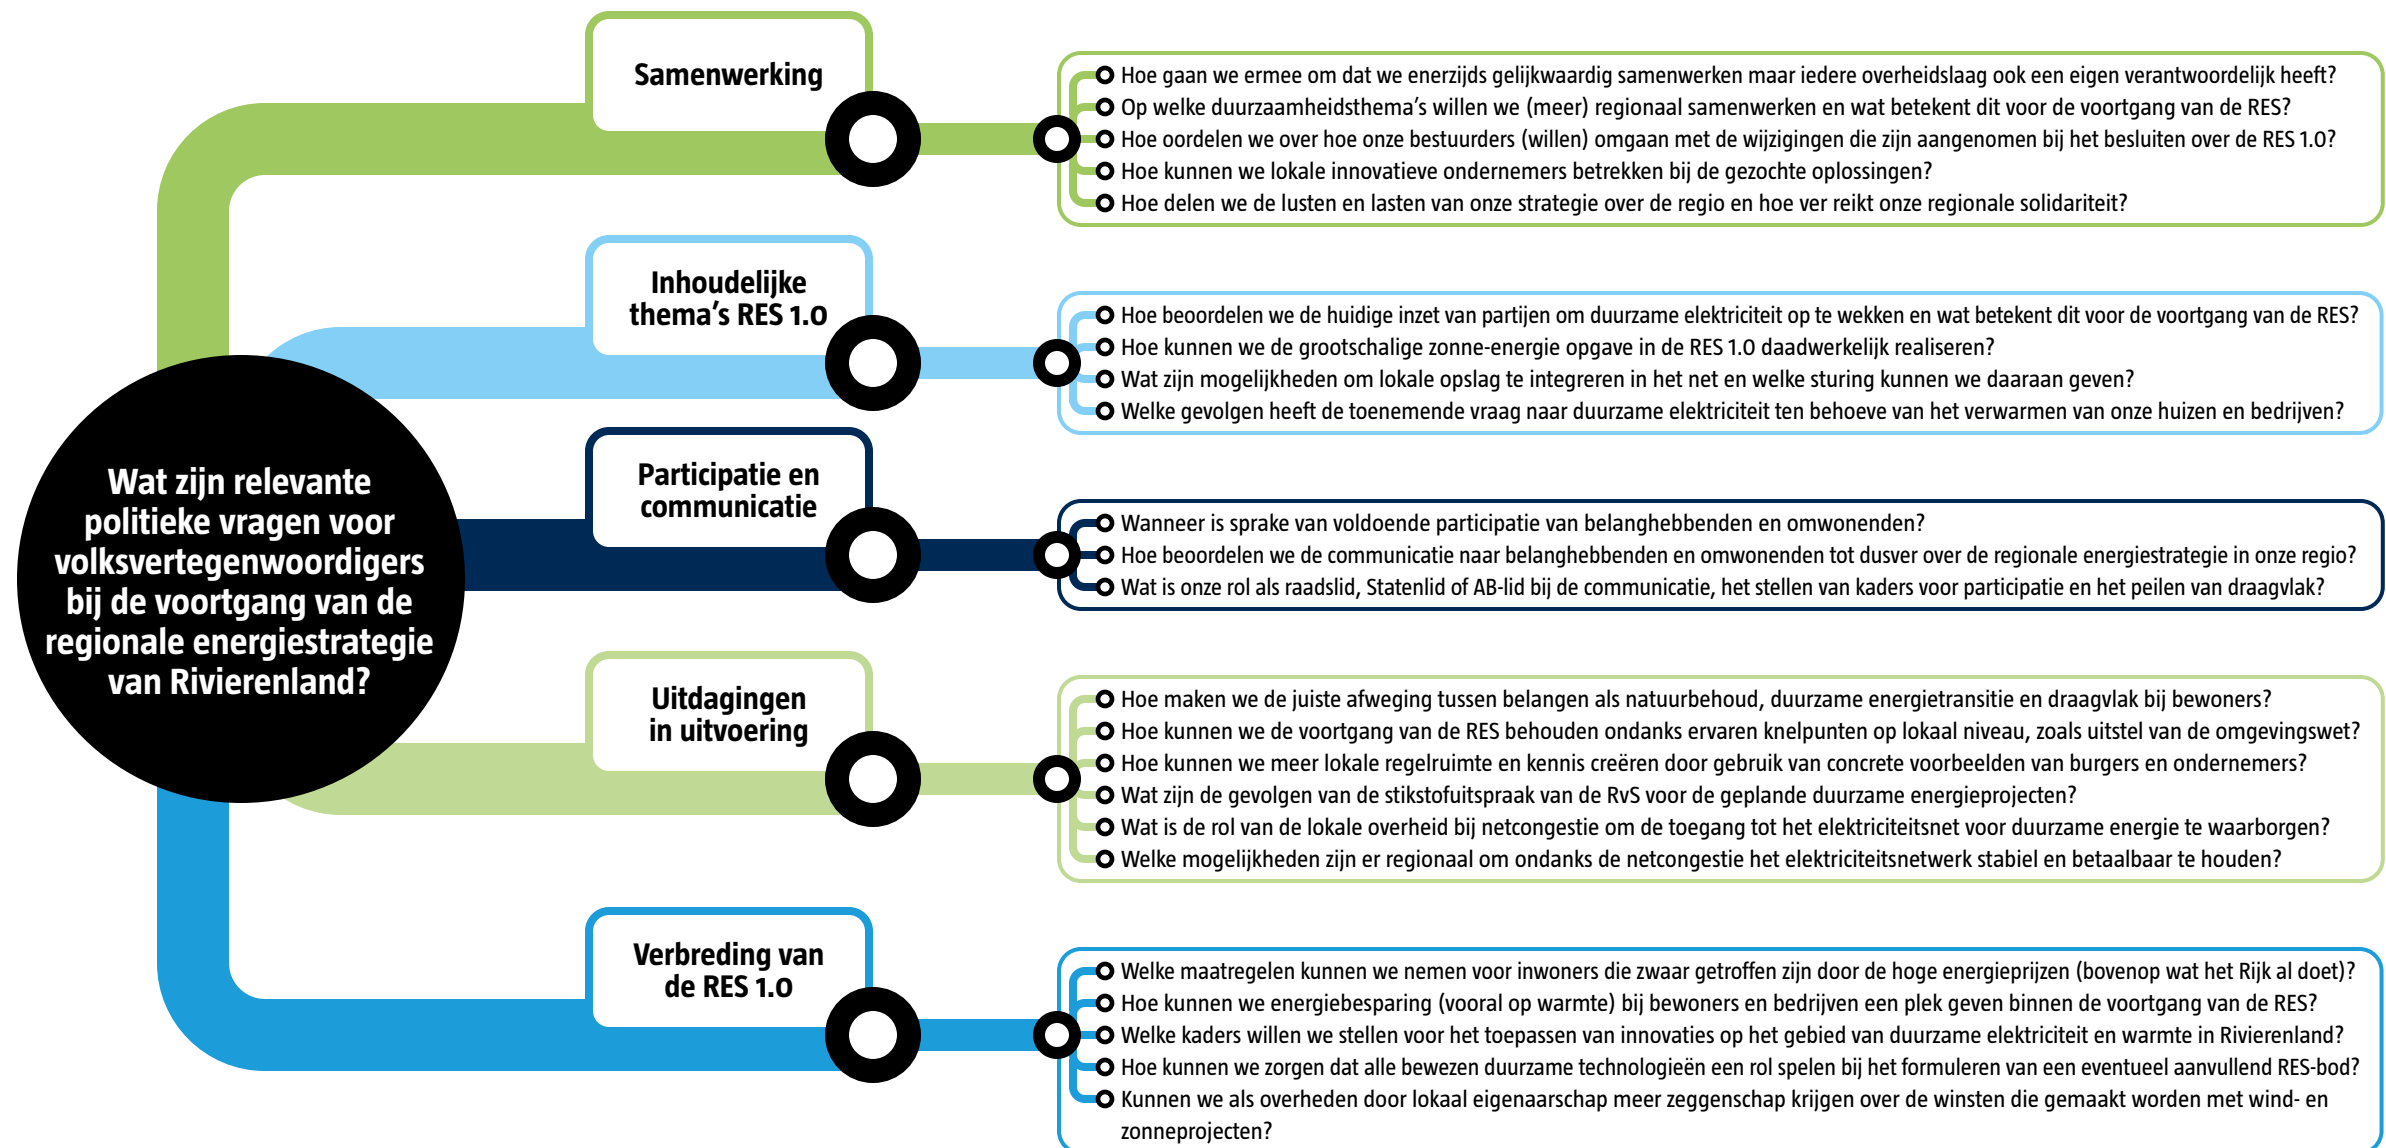 Wat zijn relevante
politieke vragen voor
volksvertegenwoordigers
bij de voortgang van de
regionale energiestrategie
van Rivierenland?
Samenwerking
Hoe gaan we ermee om dat we enerzijds gelijkwaardig samenwerken maar iedere overheidslaag ook een eigen verantwoordelijk heeft?
Op welke duurzaamheidsthema's willen we (meer) regionaal samenwerken en wat betekent dit voor de voortgang van de RES?
Hoe oordelen we over hoe onze bestuurders (willen) omgaan met de wijzigingen die zijn aangenomen bij het besluiten over de RES 1.0?
Hoe kunnen we lokale innovatieve ondernemers betrekken bij de gezochte oplossingen?
Hoe delen we de lusten en lasten van onze strategie over de regio en hoe ver reikt onze regionale solidariteit?
Inhoudelijke
thema's RES 1.0
Hoe beoordelen we de huidige inzet van partijen om duurzame elektriciteit op te wekken en wat betekent dit voor de voortgang van de RES?
Hoe kunnen we de grootschalige zonne-energie opgave in de RES 1.0 daadwerkelijk realiseren?
Wat zijn mogelijkheden om lokale opslag te integreren in het net en welke sturing kunnen we daaraan geven?
Welke gevolgen heeft de toenemende vraag naar duurzame elektriciteit ten behoeve van het verwarmen van onze huizen en bedrijven?
Participatie en
communicatie
Wanneer is sprake van voldoende participatie van belanghebbenden en omwonenden?
Hoe beoordelen we de communicatie naar belanghebbenden en omwonenden tot dusver over de regionale energiestrategie in onze regio?
Wat is onze rol als raadslid, Statenlid of AB-lid bij de communicatie, het stellen van kaders voor participatie en het peilen van draagvlak?
Uitdagingen
in uitvoering
Hoe maken we de juiste afweging tussen belangen als natuurbehoud, duurzame energietransitie en draagvlak bij bewoners?
Hoe kunnen we de voortgang van de RES behouden ondanks ervaren knelpunten op lokaal niveau, zoals uitstel van de omgevingswet?
Hoe kunnen we meer lokale regelruimte en kennis creëren door gebruik van concrete voorbeelden van burgers en ondernemers?
Wat zijn de gevolgen van de stikstofuitspraak van de RvS voor de geplande duurzame energieprojecten?
Wat is de rol van de lokale overheid bij netcongestie om de toegang tot het elektriciteitsnet voor duurzame energie te waarborgen?
Welke mogelijkheden zijn er regionaal om ondanks de netcongestie het elektriciteitsnetwerk stabiel en betaalbaar te houden?
Verbreding van
de RES 1.0
Welke maatregelen kunnen we nemen voor inwoners die zwaar getroffen zijn door de hoge energieprijzen (bovenop wat het Rijk al doet)?
Hoe kunnen we energiebesparing (vooral op warmte) bij bewoners en bedrijven een plek geven binnen de voortgang van de RES?
Welke kaders willen we stellen voor het toepassen van innovaties op het gebied van duurzame elektriciteit en warmte in Rivierenland?
Hoe kunnen we zorgen dat alle bewezen duurzame technologieën een rol spelen bij het formuleren van een eventueel aanvullend RES-bod?
Kunnen we als overheden door lokaal eigenaarschap meer zeggenschap krijgen over de winsten die gemaakt worden met wind- en
zonneprojecten?